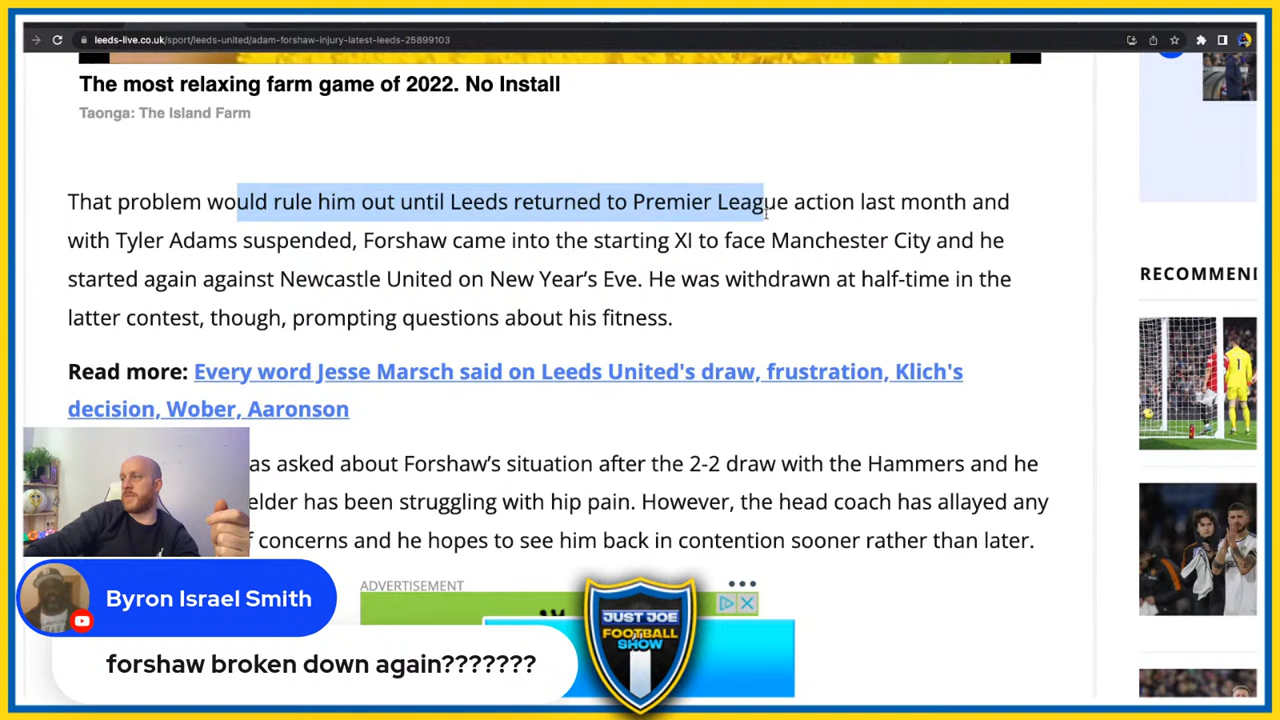 leeds-live.co.uk/sport/leeds-united/adam-forshaw-injury-latest-leeds-25899103
The most relaxing farm game of 2022. No Install
Taonga: The Island Farm
That problem would rule him out until Leeds returned to Premier League action last month and
with Tyler Adams suspended, Forshaw came into the starting XI to face Manchester City and he
started again against Newcastle United on New Year’s Eve. He was withdrawn at half-time in the
latter contest, though, prompting questions about his fitness.
RECOMMEN
Read more: Every word Jesse Marsch said on Leeds United's draw, frustration, Klich's
decision, Wober, Aaronson
as asked about Forshaw’s situation after the 2-2 draw with the Hammers and he
elder has been struggling with hip pain. However, the head coach has allayed any
concerns and he hopes to see him back in contention sooner rather than later.
ADVERTISEMENT
Byron Israel Smith
forshaw broken down again???????
JUST JOE
FOOTBALL
SHOW